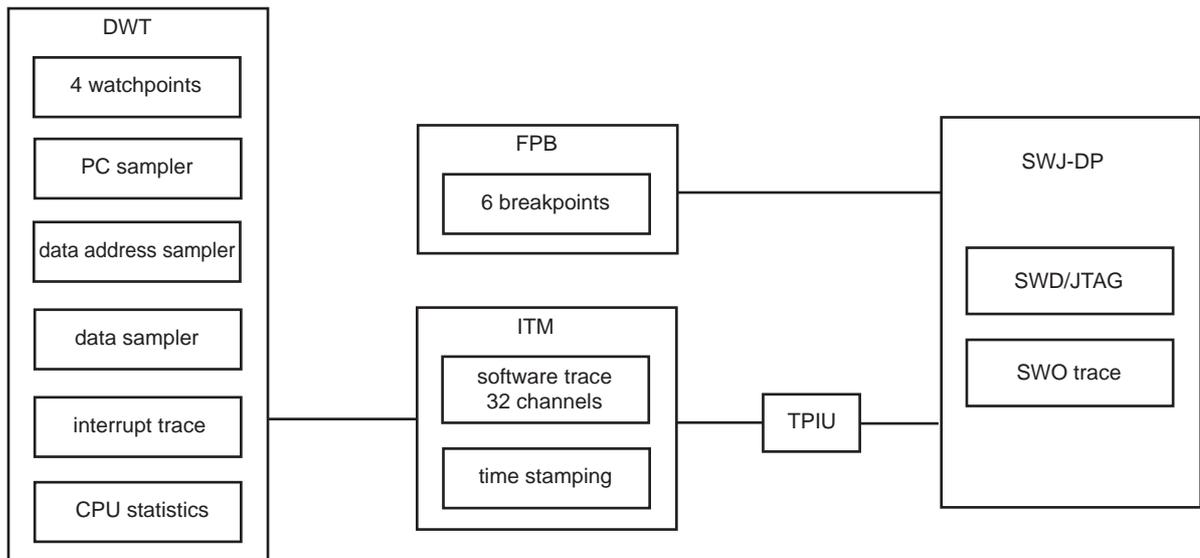 DWT
4 watchpoints
PC sampler
data address sampler
data sampler
interrupt trace
CPU statistics
FPB
6 breakpoints
ITM
software trace
32 channels
time stamping
TPIU
SWJ-DP
SWD/JTAG
SWO trace